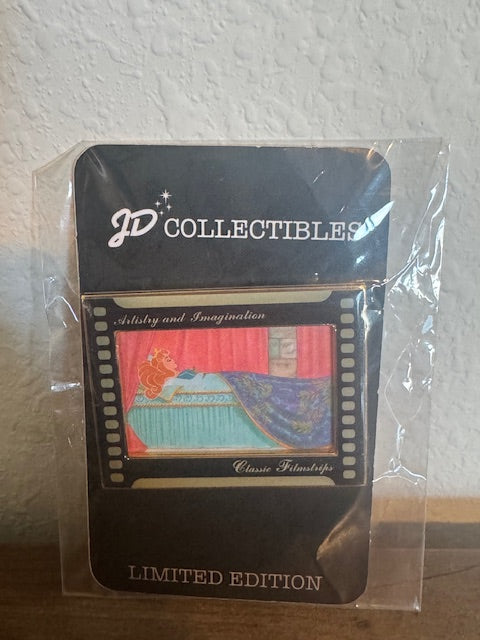 JD COLLECTIBLES
Artistry and Imagination
Classic Filmstrips
LIMITED EDITION